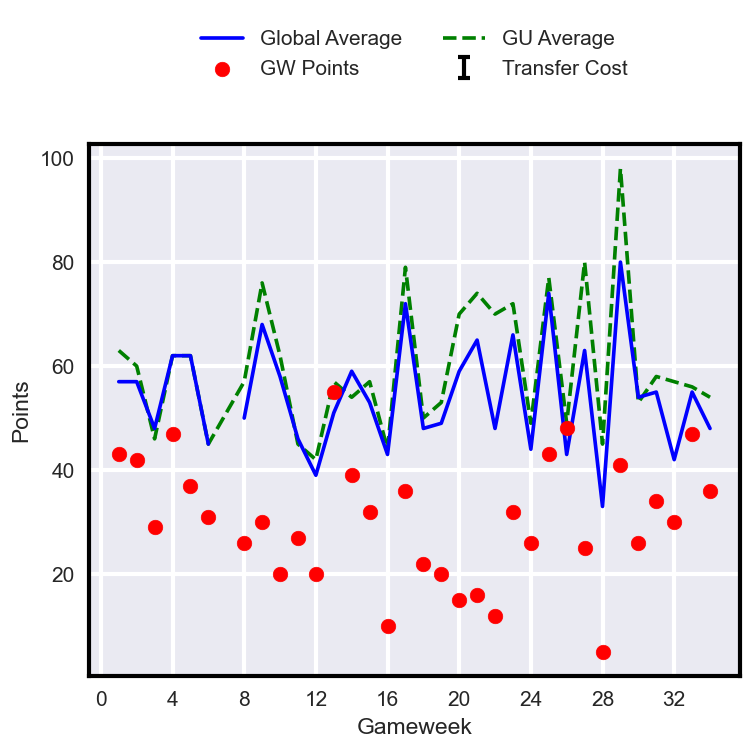 Global Average
GU Average
GW Points
Transfer Cost
100
80
60
40
20
Points
0 4 8 12 16 20 24 28 32
Gameweek